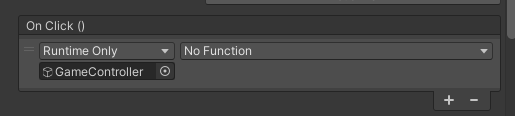 On Click ()
Runtime Only No Function
GameController